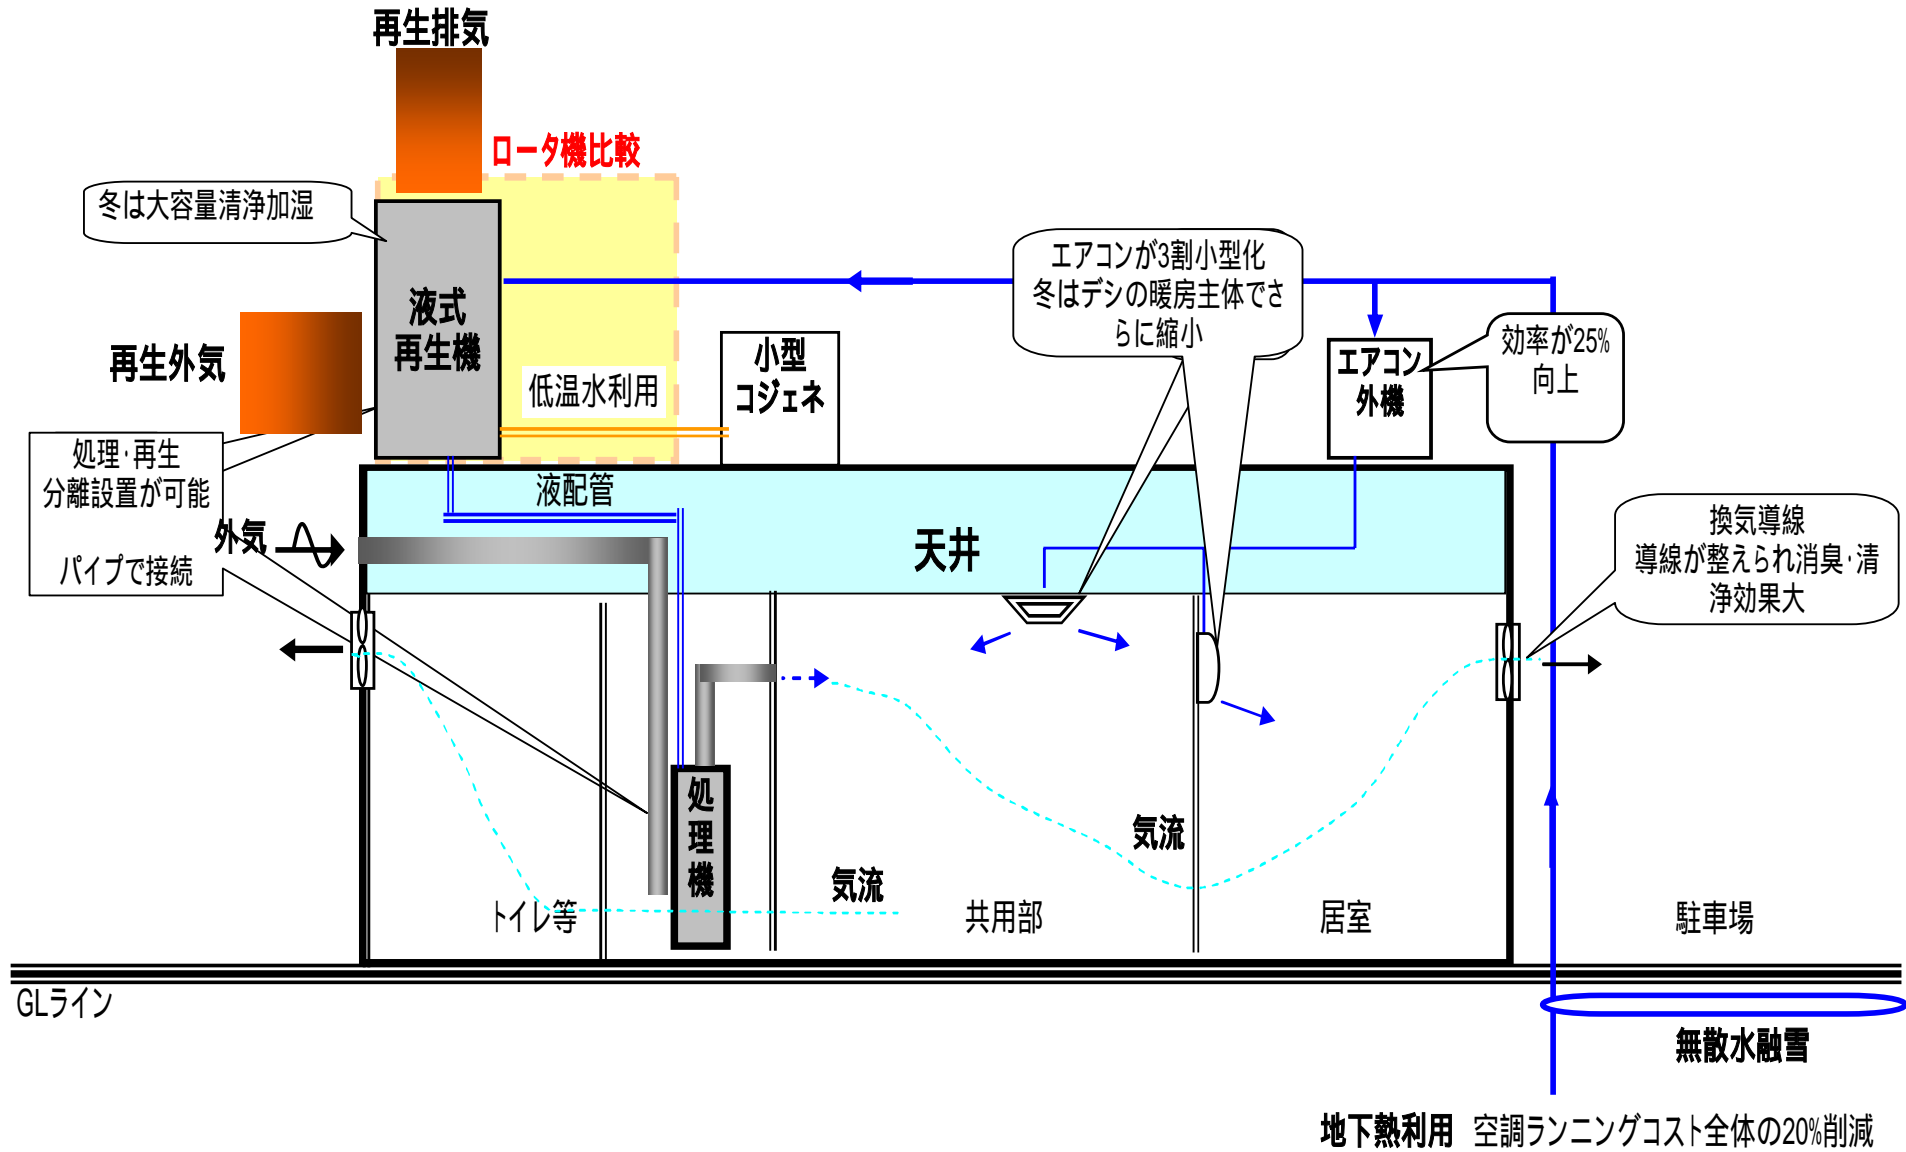 再生排気
ロータ機比較
冬は大容量清浄加湿
液式
再生機
再生外気
低温水利用
小型
コジェネ
エアコンが3割小型化
冬はデシの暖房主体でさ
らに縮小
エアコン
外機
効率が25%
向上
処理・再生
分離設置が可能
パイプで接続
液配管
外気
天井
換気導線
導線が整えられ消臭・清
浄効果大
処
理
機
気流
気流
トイレ等
共用部
居室
駐車場
GLライン
無散水融雪
地下熱利用 空調ランニングコスト全体の20%削減